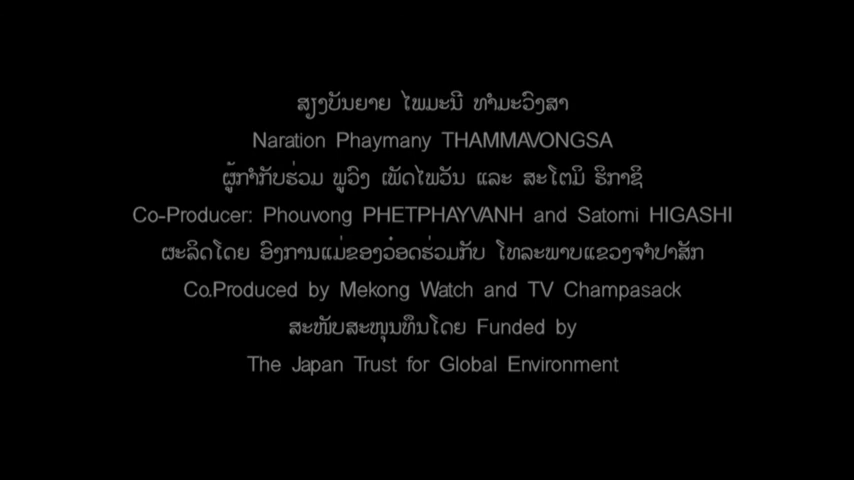 ສຽງບັນຍາຍ ໄພມະນີ ທຳມະວົງສາ
Naration Phaymany THAMMAVONGSA
ຜູ້ກຳກັບຮ່ວມ ພູວົງ ເພັດໄພວັນ ແລະ ສະໂຕມິ ຮິກາຊິ
Co-Producer: Phouvong PHETPHAYVANH and Satomi HIGASHI
ຜະລິດໂດຍ ອົງການແມ່ຂອງວ໋ອດຮ່ວມກັບ ໂທລະພາບແຂວງຈຳປາສັກ
Co.Produced by Mekong Watch and TV Champasack
ສະໜັບສະໜຸນທຶນໂດຍ Funded by
The Japan Trust for Global Environment